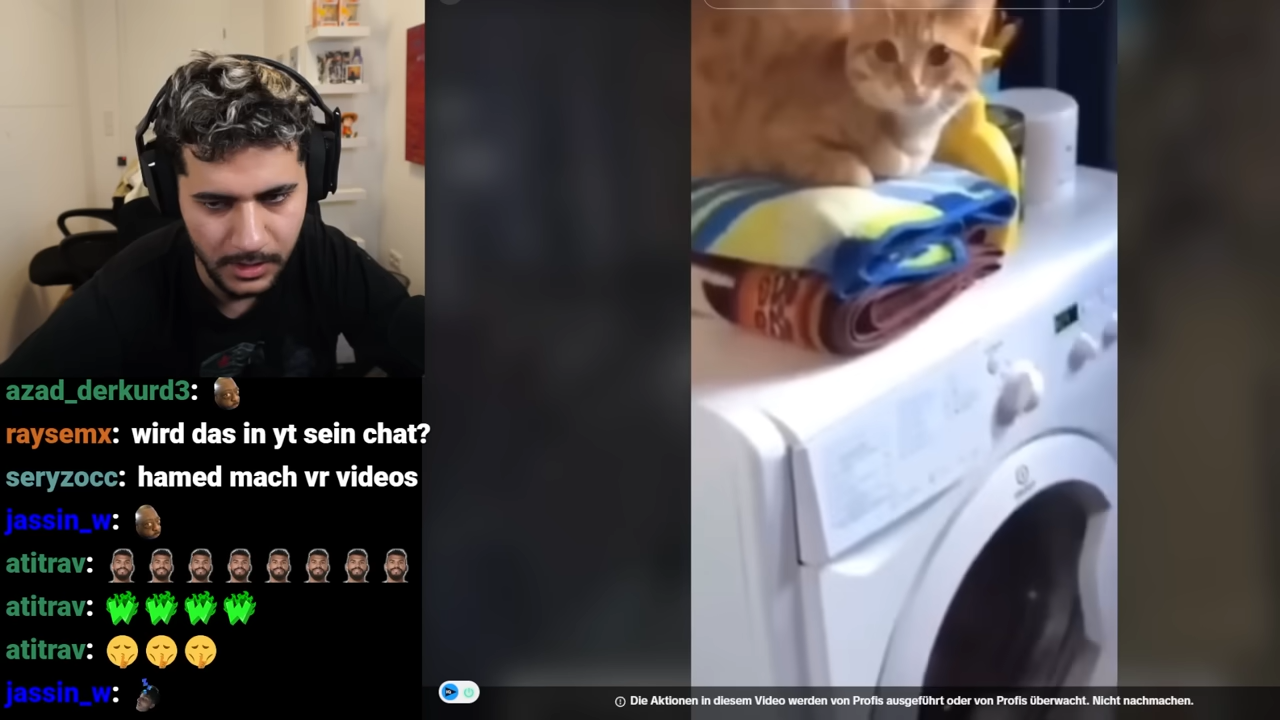 azad_derkurd3:
raysemx: wird das in yt sein chat?
seryzocc: hamed mach vr videos
jassin_w:
atitrav:
atitrav:
atitrav:
jassin_w:
Die Aktionen in diesem Video werden von Profis ausgeführt oder von Profis überwacht. Nicht nachmachen.